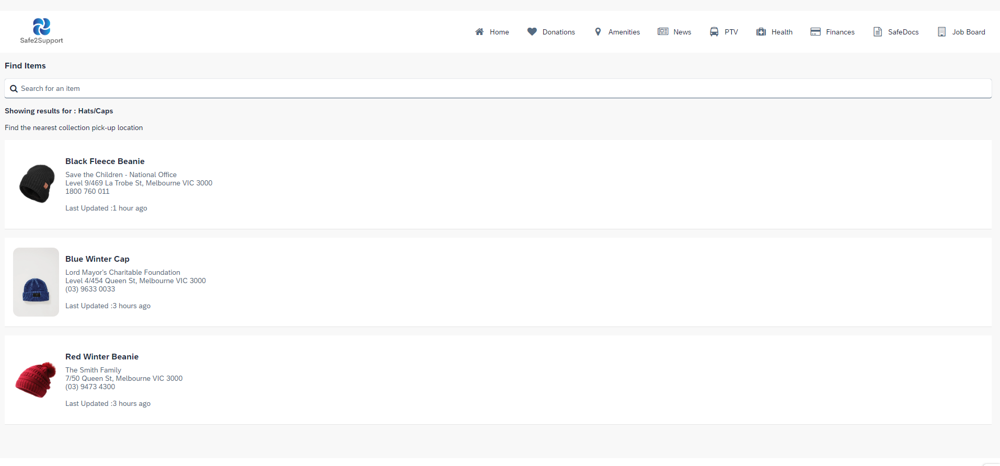 Safe2Support
Home Donations Amenities News PTV Health Finances SafeDocs Job Board
Find Items
Search for an item
Showing results for : Hats/Caps
Find the nearest collection pick-up location
Black Fleece Beanie
Save the Children - National Office
Level 9/469 La Trobe St, Melbourne VIC 3000
1800 760 011
Last Updated :1 hour ago
Blue Winter Cap
Lord Mayor's Charitable Foundation
Level 4/454 Queen St, Melbourne VIC 3000
(03) 9633 0033
Last Updated :3 hours ago
Red Winter Beanie
The Smith Family
7/50 Queen St, Melbourne VIC 3000
(03) 9473 4300
Last Updated :3 hours ago